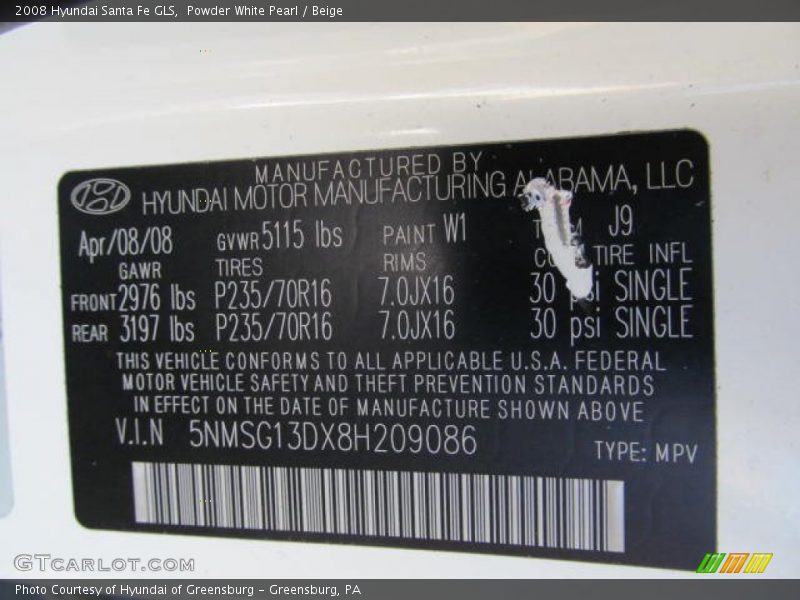 2008 Hyundai Santa Fe GLS, Powder White Pearl / Beige
MANUFACTURED BY
HYUNDAI MOTOR MANUFACTURING ALABAMA, LLC
Apr/08/08 GVWR 5115 lbs PAINT W1 J9
GAWR TIRES RIMS TIRE INFL
FRONT 2976 lbs P235/70R16 7.0JX16 30 psi SINGLE
REAR 3197 lbs P235/70R16 7.0JX16 30 psi SINGLE
THIS VEHICLE CONFORMS TO ALL APPLICABLE U.S.A. FEDERAL
MOTOR VEHICLE SAFETY AND THEFT PREVENTION STANDARDS
IN EFFECT ON THE DATE OF MANUFACTURE SHOWN ABOVE
V.I.N 5NMSG13DX8H209086 TYPE: MPV
GTCARLOT.COM
Photo Courtesy of Hyundai of Greensburg – Greensburg, PA